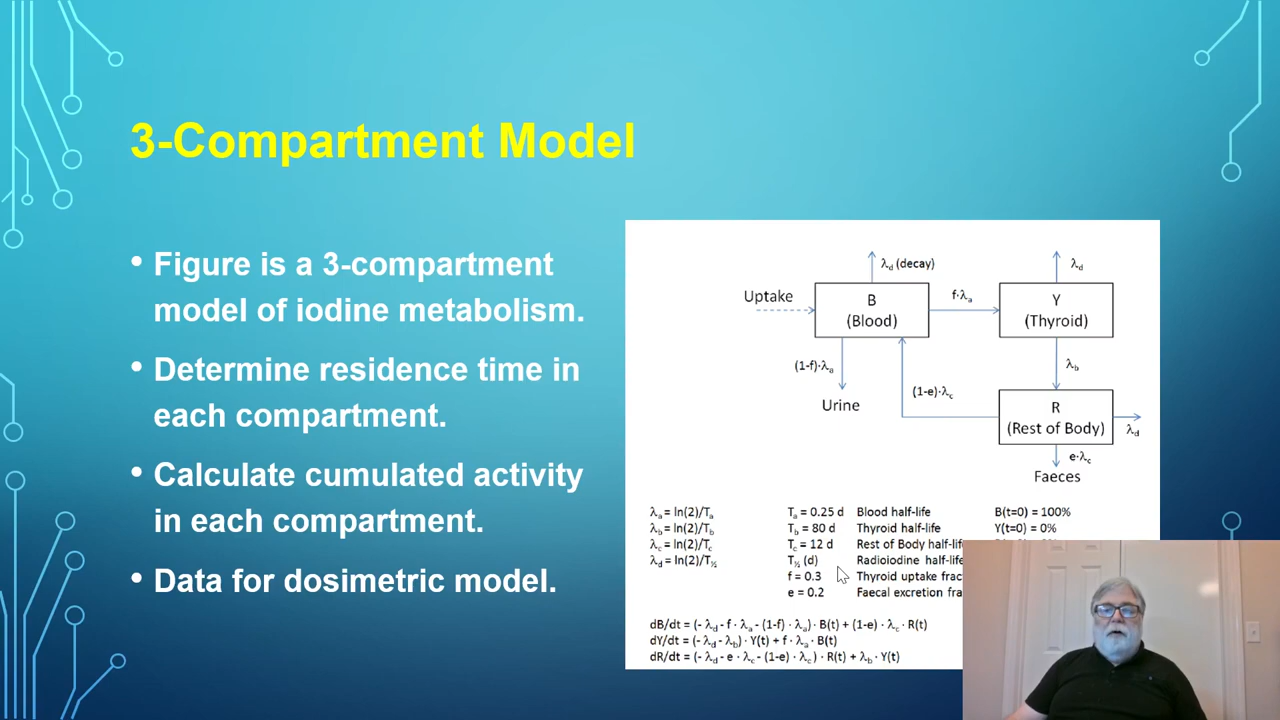 3-Compartment Model
• Figure is a 3-compartment
model of iodine metabolism.
• Determine residence time in
each compartment.
• Calculate cumulated activity
in each compartment.
• Data for dosimetric model.
λd (decay)
λd
Uptake
B
(Blood)
f·λa
Y
(Thyroid)
(1-f)·λa
λb
Urine
(1-e)·λc
R
(Rest of Body)
λd
e·λc
Faeces
λa = ln(2)/Ta Ta = 0.25 d Blood half-life B(t=0) = 100%
λb = ln(2)/Tb Tb = 80 d Thyroid half-life Y(t=0) = 0%
λc = ln(2)/Tc Tc = 12 d Rest of Body half-
λd = ln(2)/T½ T½ (d) Radioiodine half-
f = 0.3 Thyroid uptake
e = 0.2 Faecal excretion
dB/dt = (- λd - f · λa - (1-f) · λa) · B(t) + (1-e) · λc · R(t)
dY/dt = (- λd - λb) · Y(t) + f · λa · B(t)
dR/dt = (- λd - e · λc - (1-e) · λc) · R(t) + λb · Y(t)